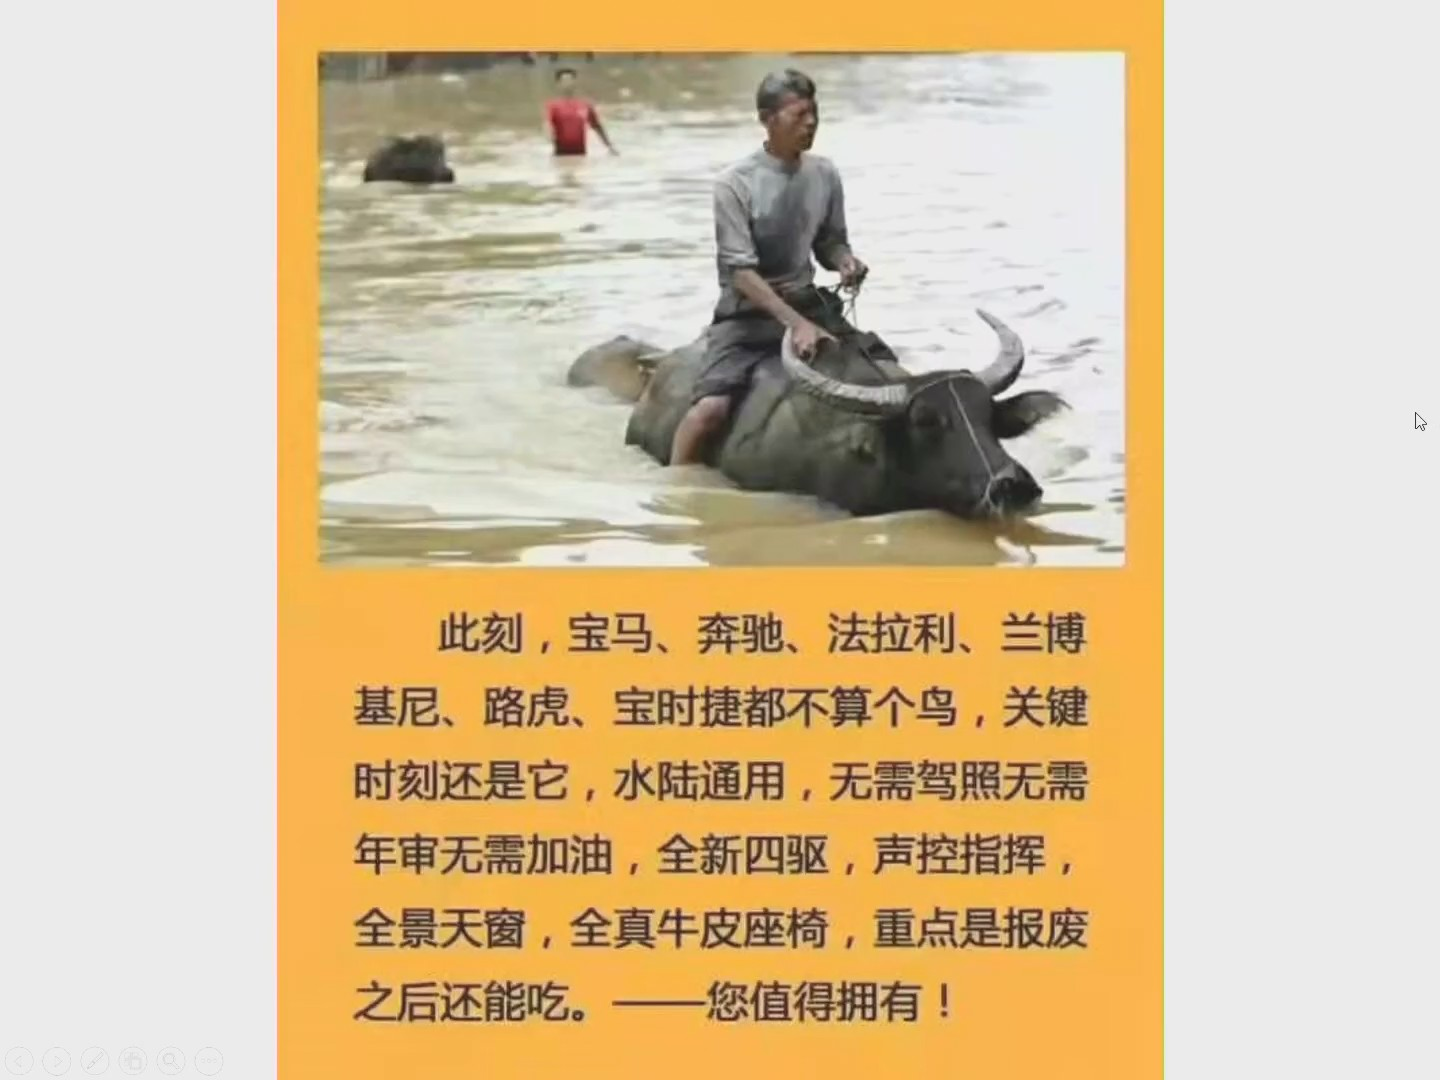 此刻，宝马、奔驰、法拉利、兰博
基尼、路虎、宝时捷都不算个鸟，关键
时刻还是它，水陆通用，无需驾照无需
年审无需加油，全新四驱，声控指挥，
全景天窗，全真牛皮座椅，重点是报废
之后还能吃。——您值得拥有！